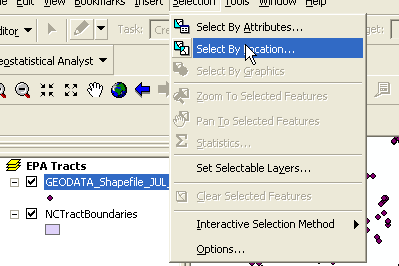 View Bookmarks Insert Selection Tools Window Help
Editor Task: Create
Select By Attributes...
Select By Location...
Geostatistical Analyst
Select By Graphics
Zoom To Selected Features
Pan To Selected Features
Statistics...
EPA Tracts
Set Selectable Layers...
GEODATA_Shapefile_JUL
Clear Selected Features
NCTractBoundaries
Interactive Selection Method
Options...